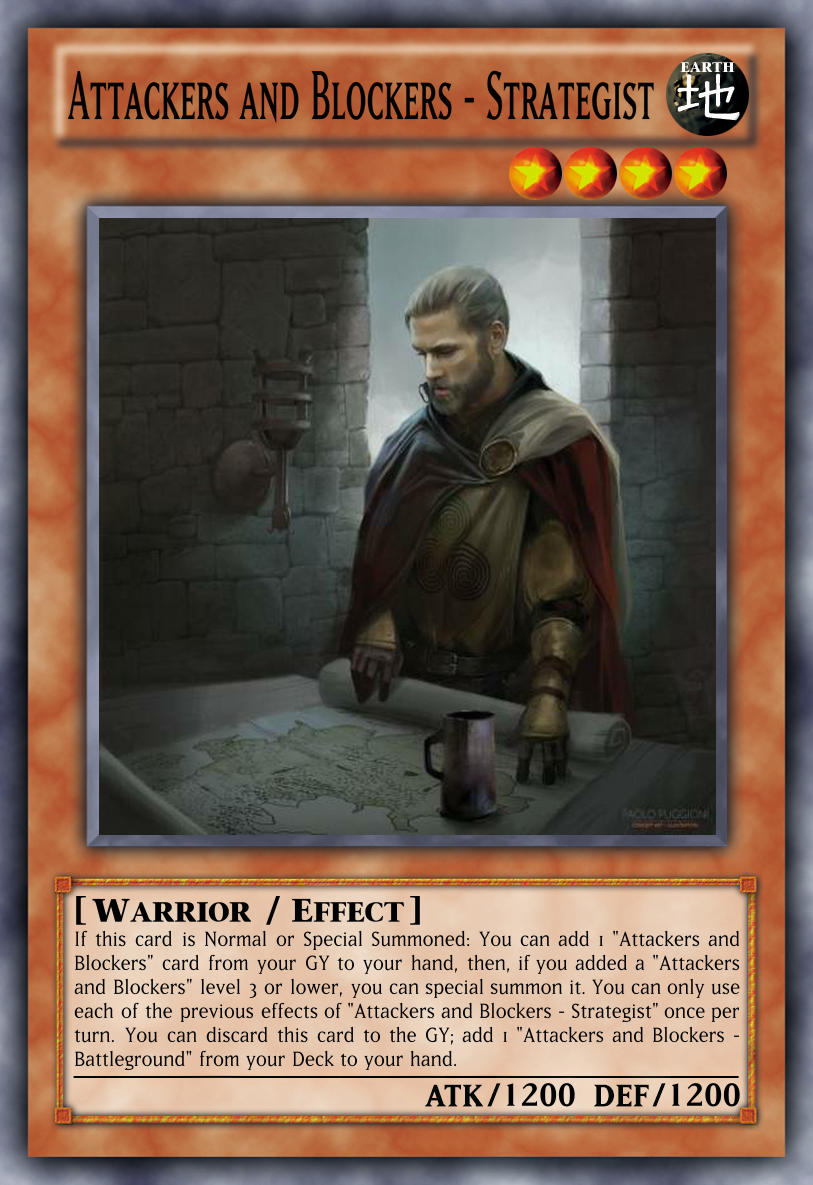 Attackers and Blockers - Strategist
EARTH
地
PAOLO PUGGIONI
[ Warrior / Effect ]
If this card is Normal or Special Summoned: You can add 1 "Attackers and
Blockers" card from your GY to your hand, then, if you added a "Attackers
and Blockers" level 3 or lower, you can special summon it. You can only use
each of the previous effects of "Attackers and Blockers - Strategist" once per
turn. You can discard this card to the GY; add 1 "Attackers and Blockers -
Battleground" from your Deck to your hand.
ATK/1200 DEF/1200